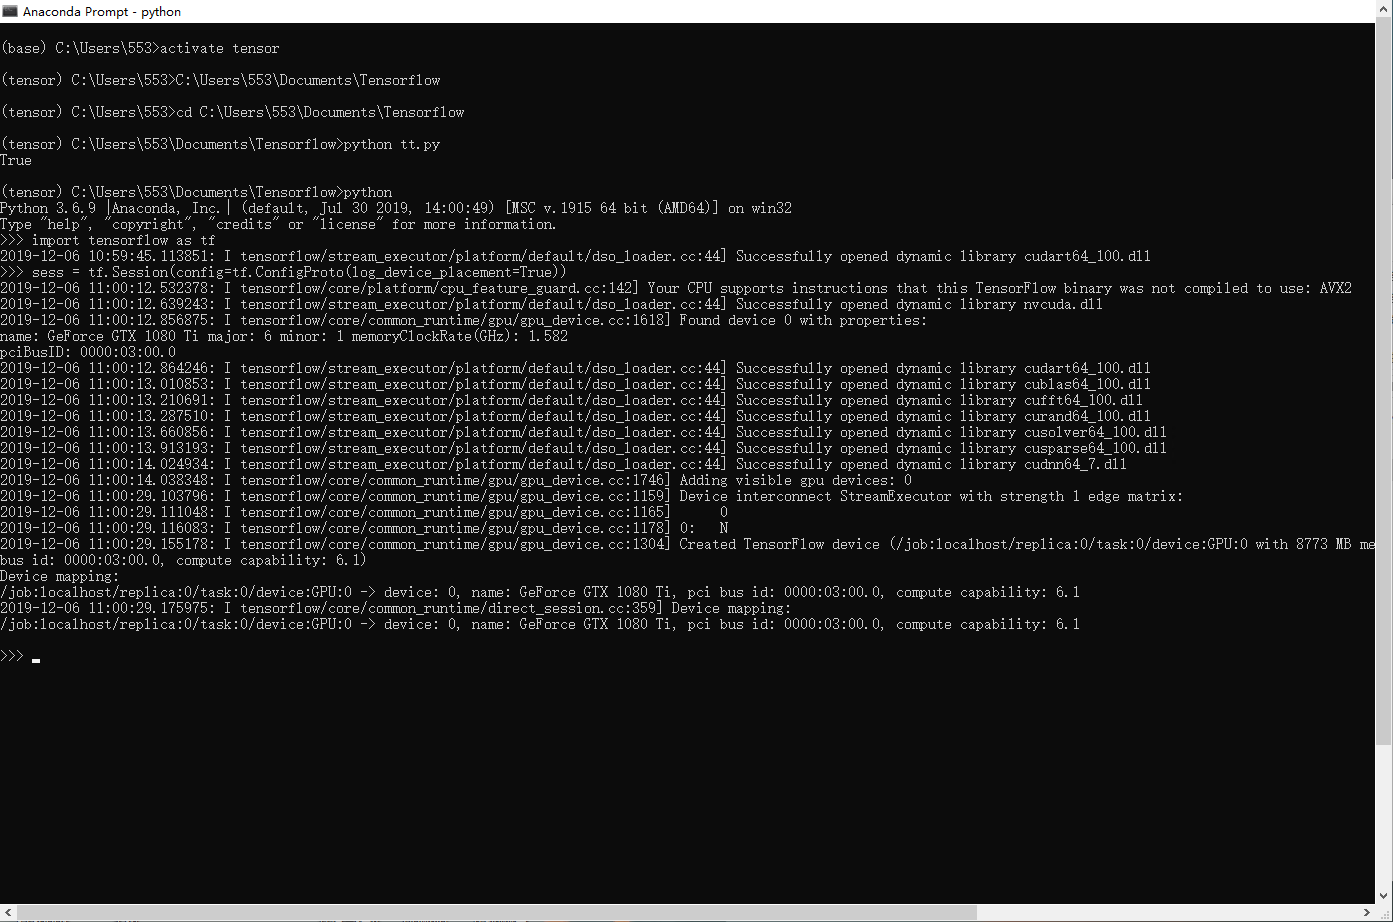 Anaconda Prompt - python
(base) C:\Users\553>activate tensor
(tensor) C:\Users\553>C:\Users\553\Documents\Tensorflow
(tensor) C:\Users\553>cd C:\Users\553\Documents\Tensorflow
(tensor) C:\Users\553\Documents\Tensorflow>python tt.py
True
(tensor) C:\Users\553\Documents\Tensorflow>python
Python 3.6.9 |Anaconda, Inc.| (default, Jul 30 2019, 14:00:49) [MSC v.1915 64 bit (AMD64)] on win32
Type "help", "copyright", "credits" or "license" for more information.
>>> import tensorflow as tf
2019-12-06 10:59:45.113851: I tensorflow/stream_executor/platform/default/dso_loader.cc:44] Successfully opened dynamic library cudart64_100.dll
>>> sess = tf.Session(config=tf.ConfigProto(log_device_placement=True))
2019-12-06 11:00:12.532378: I tensorflow/core/platform/cpu_feature_guard.cc:142] Your CPU supports instructions that this TensorFlow binary was not compiled to use: AVX2
2019-12-06 11:00:12.639243: I tensorflow/stream_executor/platform/default/dso_loader.cc:44] Successfully opened dynamic library nvcuda.dll
2019-12-06 11:00:12.856875: I tensorflow/core/common_runtime/gpu/gpu_device.cc:1618] Found device 0 with properties:
name: GeForce GTX 1080 Ti major: 6 minor: 1 memoryClockRate(GHz): 1.582
pciBusID: 0000:03:00.0
2019-12-06 11:00:12.864246: I tensorflow/stream_executor/platform/default/dso_loader.cc:44] Successfully opened dynamic library cudart64_100.dll
2019-12-06 11:00:13.010853: I tensorflow/stream_executor/platform/default/dso_loader.cc:44] Successfully opened dynamic library cublas64_100.dll
2019-12-06 11:00:13.210691: I tensorflow/stream_executor/platform/default/dso_loader.cc:44] Successfully opened dynamic library cufft64_100.dll
2019-12-06 11:00:13.287510: I tensorflow/stream_executor/platform/default/dso_loader.cc:44] Successfully opened dynamic library curand64_100.dll
2019-12-06 11:00:13.660856: I tensorflow/stream_executor/platform/default/dso_loader.cc:44] Successfully opened dynamic library cusolver64_100.dll
2019-12-06 11:00:13.913193: I tensorflow/stream_executor/platform/default/dso_loader.cc:44] Successfully opened dynamic library cusparse64_100.dll
2019-12-06 11:00:14.024934: I tensorflow/stream_executor/platform/default/dso_loader.cc:44] Successfully opened dynamic library cudnn64_7.dll
2019-12-06 11:00:14.038348: I tensorflow/core/common_runtime/gpu/gpu_device.cc:1746] Adding visible gpu devices: 0
2019-12-06 11:00:29.103796: I tensorflow/core/common_runtime/gpu/gpu_device.cc:1159] Device interconnect StreamExecutor with strength 1 edge matrix:
2019-12-06 11:00:29.111048: I tensorflow/core/common_runtime/gpu/gpu_device.cc:1165]      0
2019-12-06 11:00:29.116083: I tensorflow/core/common_runtime/gpu/gpu_device.cc:1178] 0:   N
2019-12-06 11:00:29.155178: I tensorflow/core/common_runtime/gpu/gpu_device.cc:1304] Created TensorFlow device (/job:localhost/replica:0/task:0/device:GPU:0 with 8773 MB me
bus id: 0000:03:00.0, compute capability: 6.1)
Device mapping:
/job:localhost/replica:0/task:0/device:GPU:0 -> device: 0, name: GeForce GTX 1080 Ti, pci bus id: 0000:03:00.0, compute capability: 6.1
2019-12-06 11:00:29.175975: I tensorflow/core/common_runtime/direct_session.cc:359] Device mapping:
/job:localhost/replica:0/task:0/device:GPU:0 -> device: 0, name: GeForce GTX 1080 Ti, pci bus id: 0000:03:00.0, compute capability: 6.1
>>>